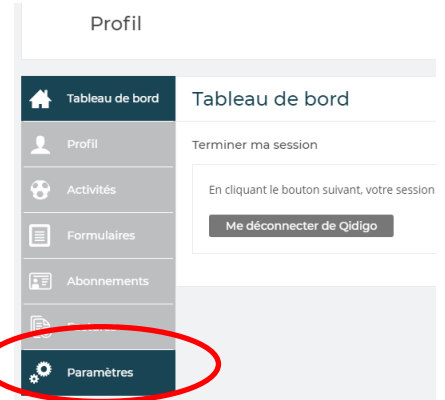 Profil
Tableau de bord
Profil
Activités
Formulaires
Abonnements
Factures
Paramètres
Tableau de bord
Terminer ma session
En cliquant le bouton suivant, votre session
Me déconnecter de Qidigo